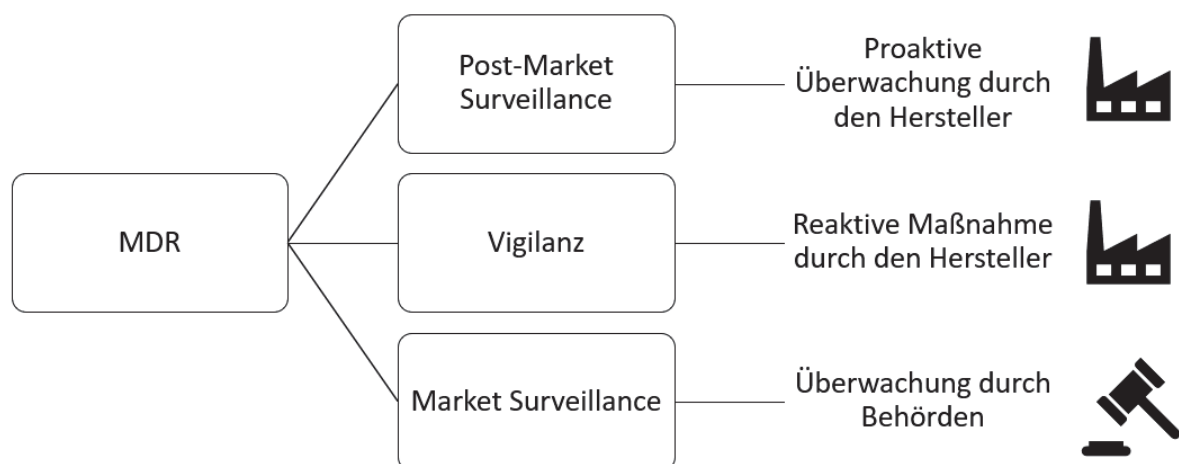 MDR
Post-Market
Surveillance
Proaktive
Überwachung durch
den Hersteller
Vigilanz
Reaktive Maßnahme
durch den Hersteller
Market Surveillance
Überwachung durch
Behörden